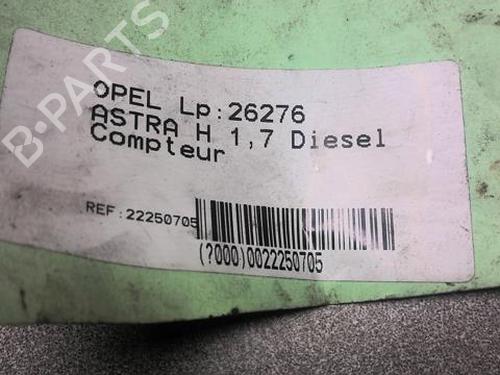 OPEL Lp:26276
ASTRA H 1,7 Diesel
Compteur
REF:22250705
(?000)0022250705
B-PARTS